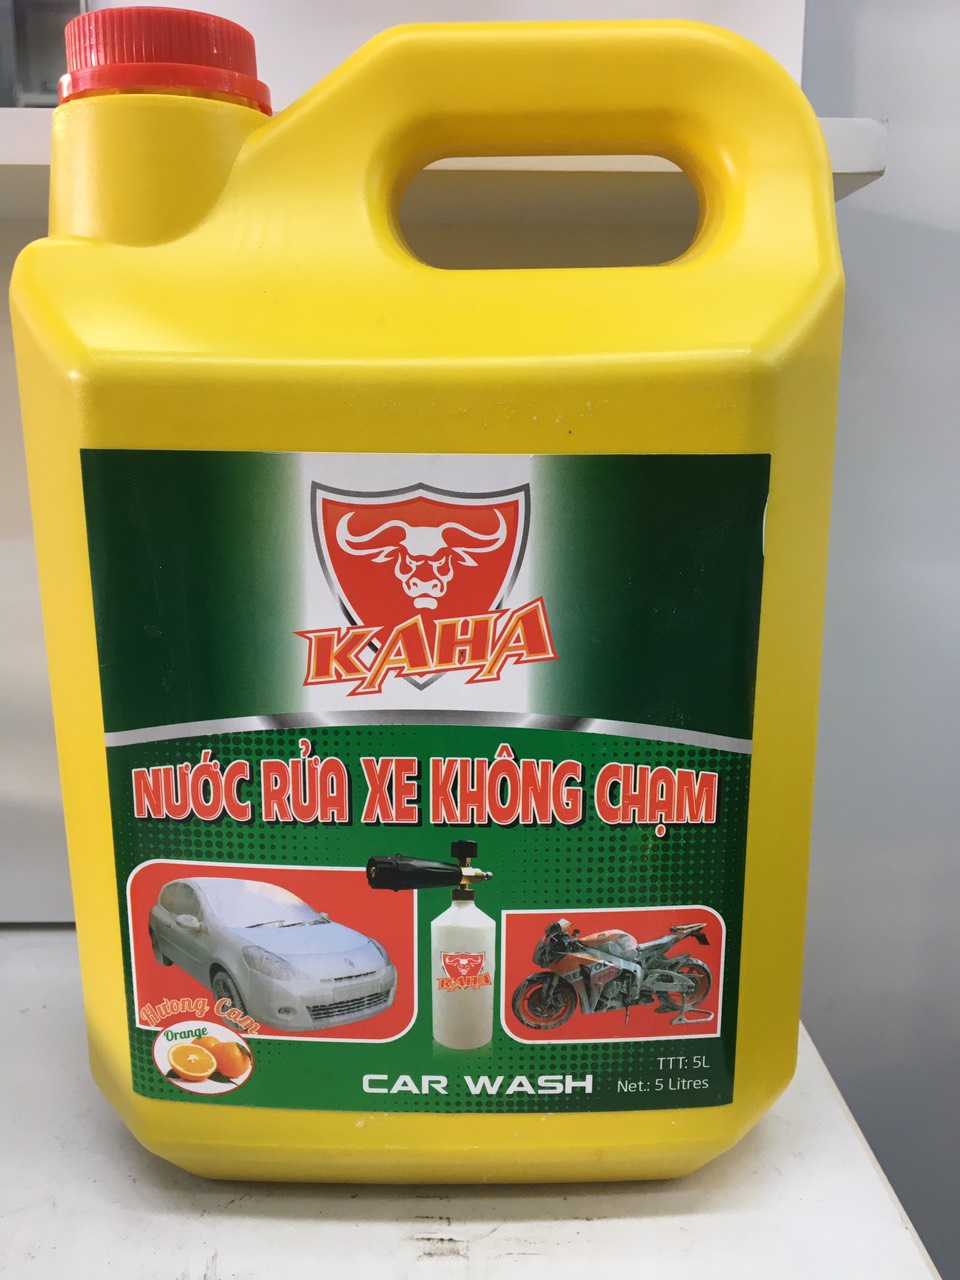 KAHA
NƯỚC RỬA XE KHÔNG CHẠM
KAHA
Hương Cam
Orange
CAR WASH
TTT: 5L
Net.: 5 Litres